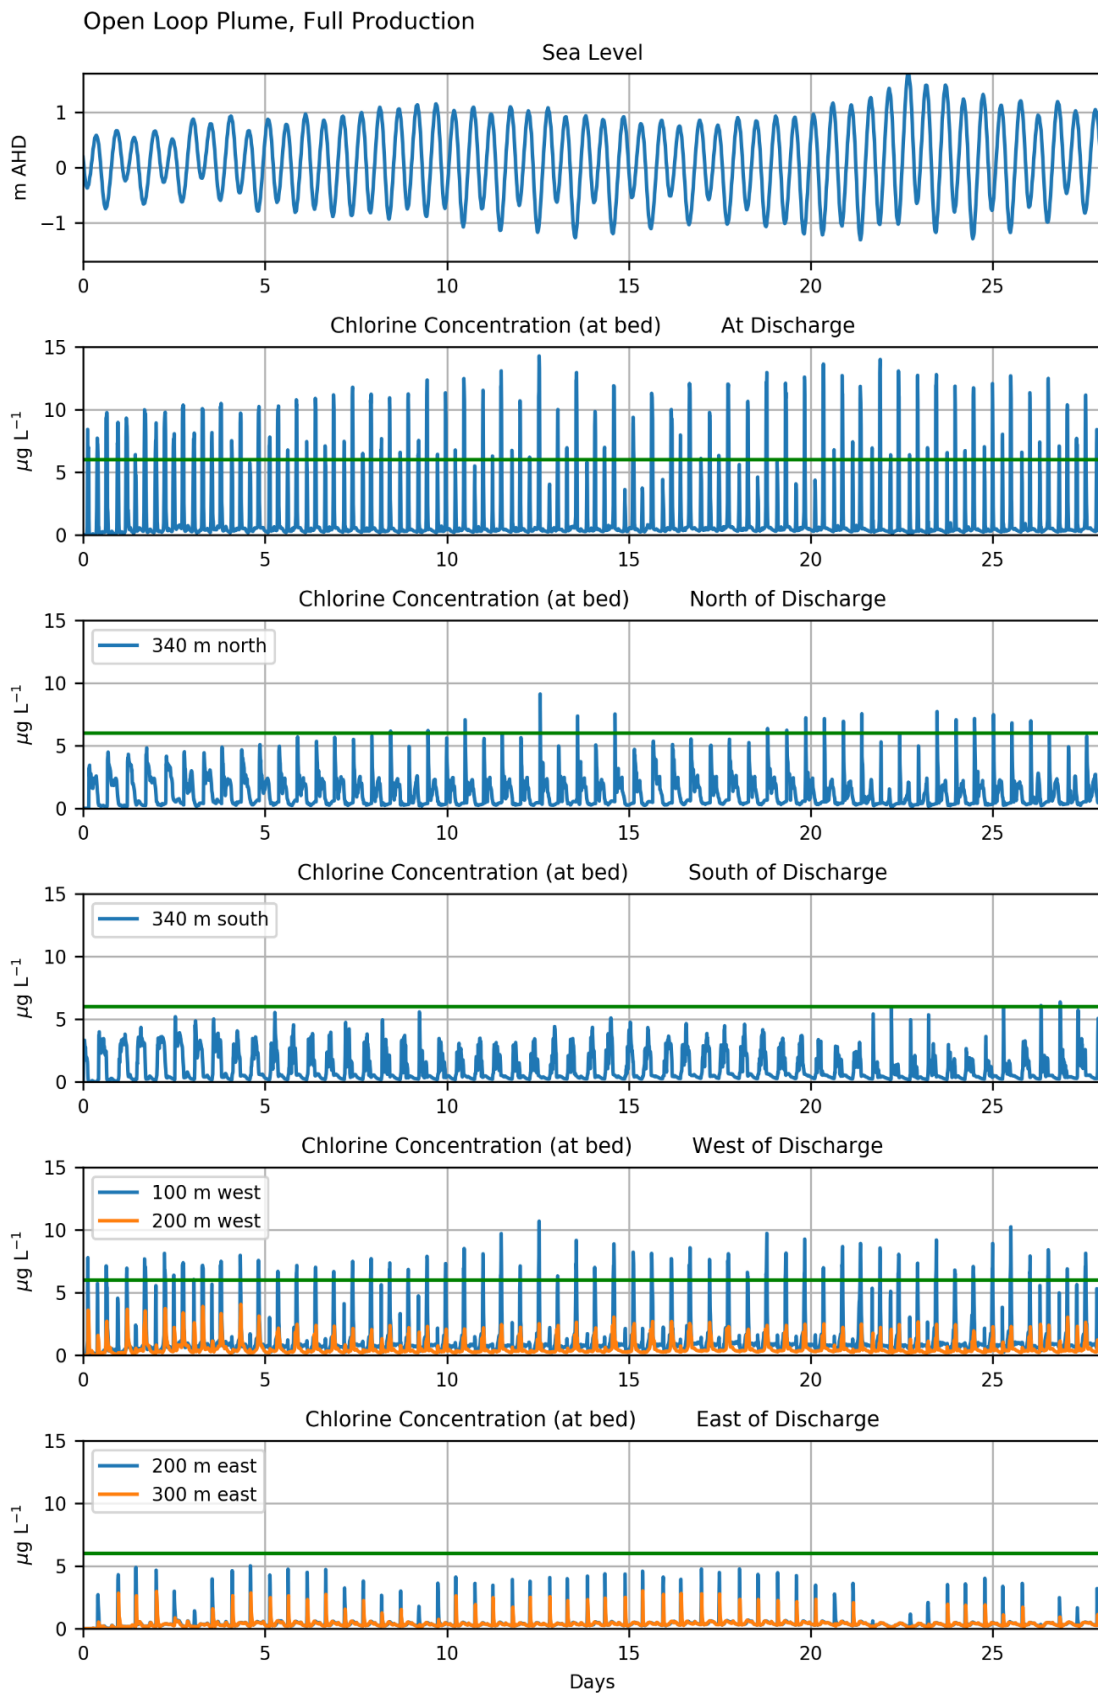 Open Loop Plume, Full Production
Sea Level
1
0
−1
m AHD
0 5 10 15 20 25
Chlorine Concentration (at bed) At Discharge
15
10
5
0
μg L⁻¹
0 5 10 15 20 25
Chlorine Concentration (at bed) North of Discharge
15
10
5
0
μg L⁻¹
340 m north
0 5 10 15 20 25
Chlorine Concentration (at bed) South of Discharge
15
10
5
0
μg L⁻¹
340 m south
0 5 10 15 20 25
Chlorine Concentration (at bed) West of Discharge
15
10
5
0
μg L⁻¹
100 m west
200 m west
0 5 10 15 20 25
Chlorine Concentration (at bed) East of Discharge
15
10
5
0
μg L⁻¹
200 m east
300 m east
0 5 10 15 20 25
Days